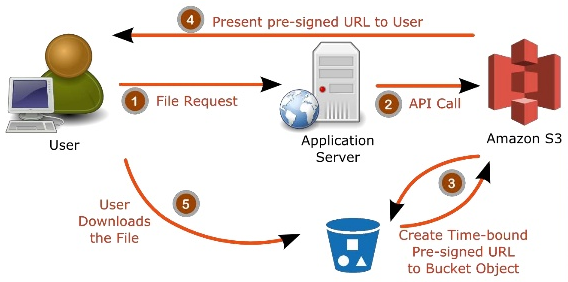 4
Present pre-signed URL to User
1
File Request
2
API Call
User
Application
Server
Amazon S3
3
5
User
Downloads
the File
Create Time-bound
Pre-signed URL
to Bucket Object